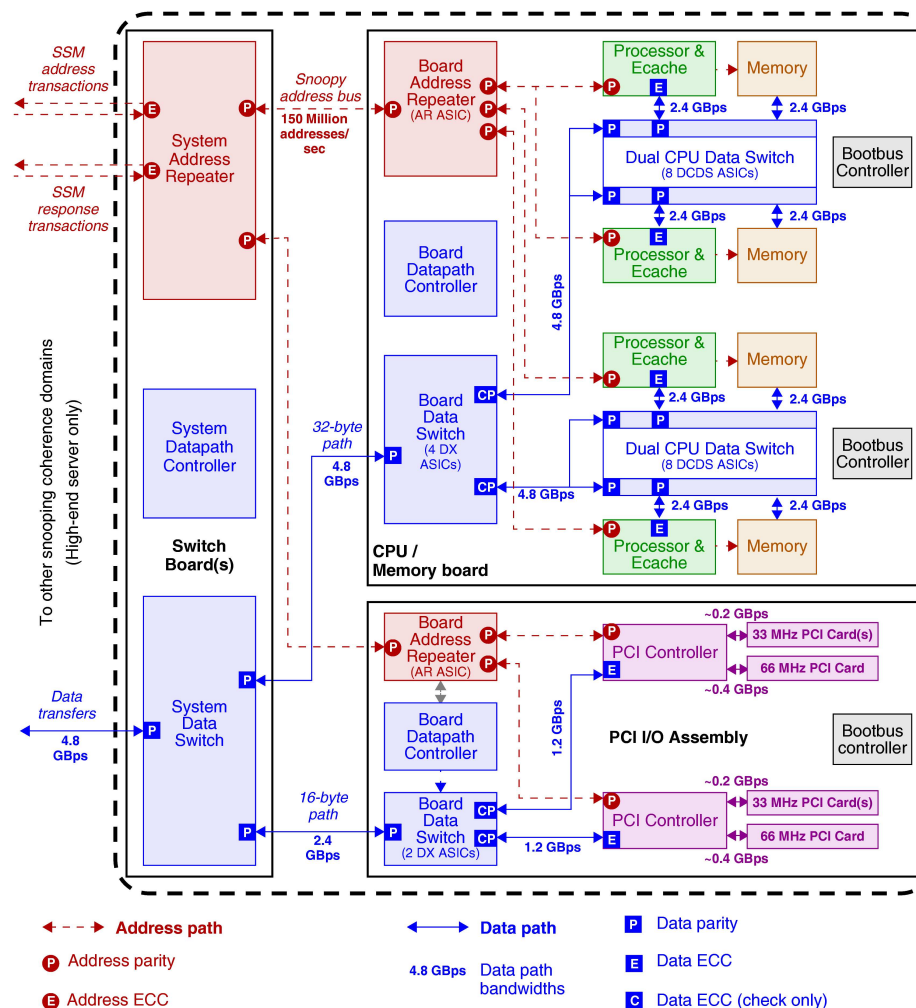 SSM
address
transactions
SSM
response
transactions
To other snooping coherence domains
(High-end server only)
Data
transfers
4.8
GBps
E
E
P
P
System
Address
Repeater
System
Datapath
Controller
Switch
Board(s)
System
Data
Switch
P
P
P
Snoopy
address bus
150 Million
addresses/
sec
32-byte
path
4.8
GBps
16-byte
path
2.4
GBps
Board
Address
Repeater
(AR ASIC)
P
P
P
P
Board
Datapath
Controller
Board
Data
Switch
(4 DX
ASICs)
P
CP
CP
CPU /
Memory board
4.8 GBps
4.8 GBps
Processor &
Ecache
P
E
Memory
2.4 GBps
2.4 GBps
P
P
Dual CPU Data Switch
(8 DCDS ASICs)
P
P
Bootbus
Controller
2.4 GBps
2.4 GBps
P
E
Processor &
Ecache
Memory
Processor &
Ecache
P
E
Memory
2.4 GBps
2.4 GBps
P
P
Dual CPU Data Switch
(8 DCDS ASICs)
P
P
Bootbus
Controller
2.4 GBps
2.4 GBps
P
E
Processor &
Ecache
Memory
Board
Address
Repeater
(AR ASIC)
P
P
P
Board
Datapath
Controller
Board
Data
Switch
(2 DX ASICs)
P
CP
CP
1.2 GBps
1.2 GBps
P
PCI Controller
E
~0.2 GBps
33 MHz PCI Card(s)
66 MHz PCI Card
~0.4 GBps
PCI I/O Assembly
Bootbus
controller
P
PCI Controller
E
~0.2 GBps
33 MHz PCI Card(s)
66 MHz PCI Card
~0.4 GBps
Address path
P Address parity
E Address ECC
Data path
4.8 GBps Data path
bandwidths
P Data parity
E Data ECC
C Data ECC (check only)